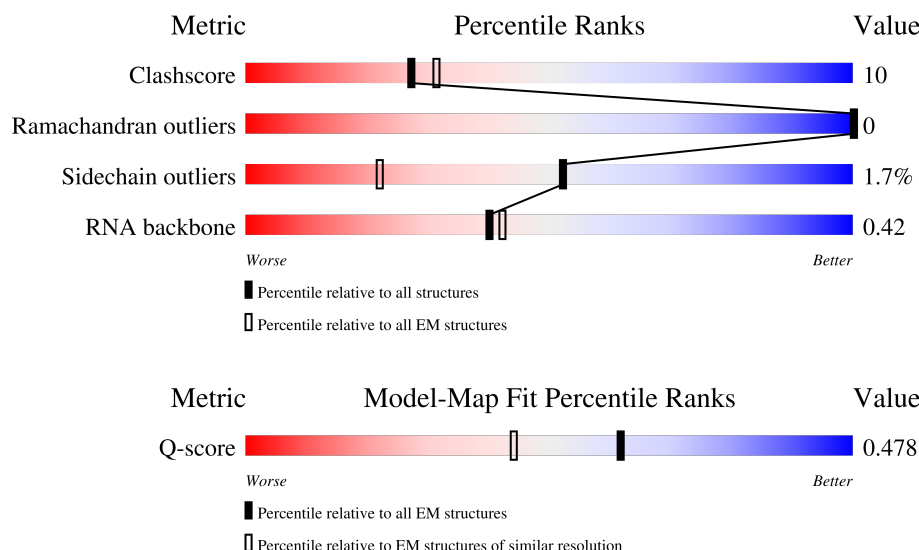 Metric Percentile Ranks Value
Clashscore 10
Ramachandran outliers 0
Sidechain outliers 1.7%
RNA backbone 0.42
Worse Better
Percentile relative to all structures
Percentile relative to all EM structures
Metric Model-Map Fit Percentile Ranks Value
Q-score 0.478
Worse Better
Percentile relative to all EM structures
Percentile relative to EM structures of similar resolution